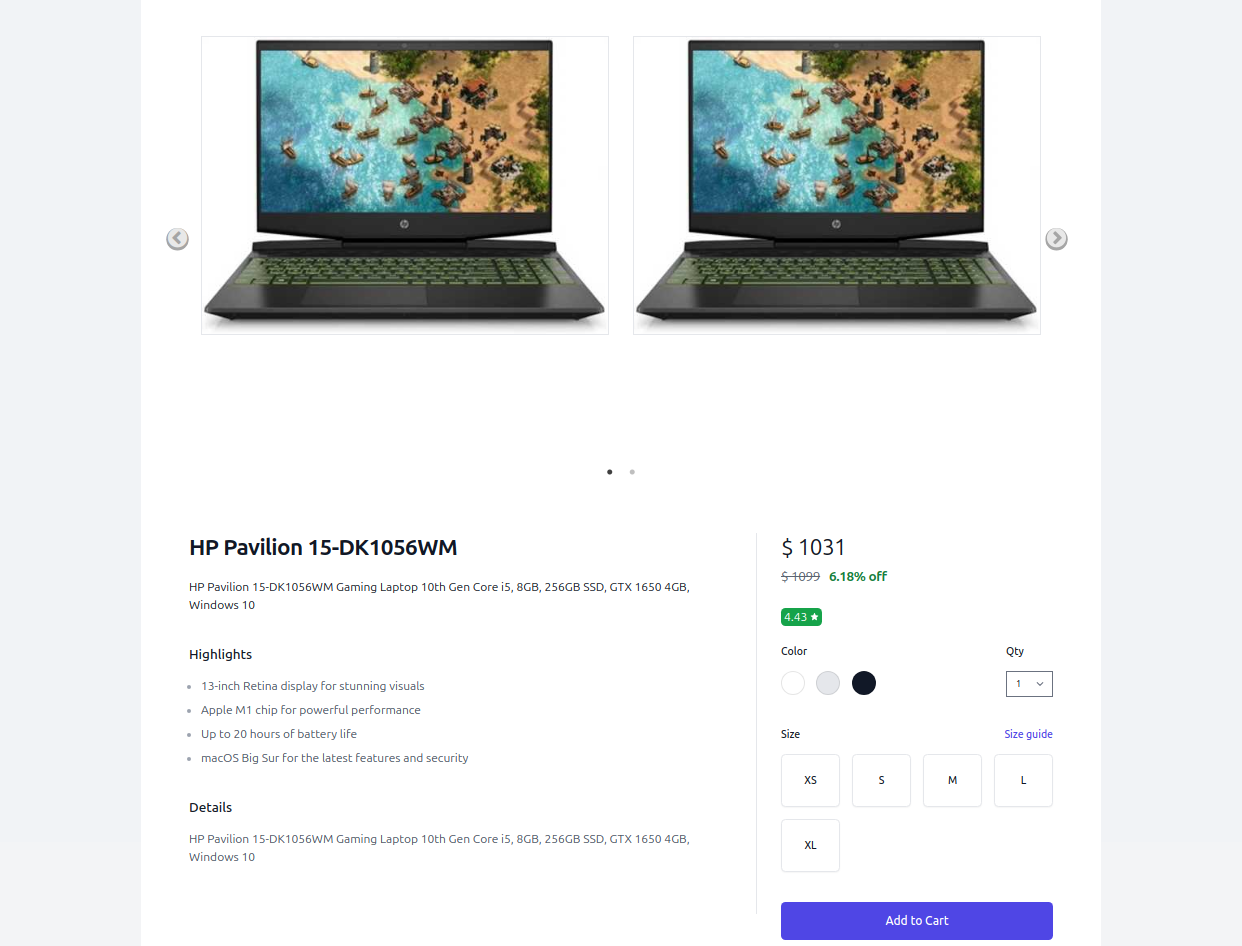 HP Pavilion 15-DK1056WM
HP Pavilion 15-DK1056WM Gaming Laptop 10th Gen Core i5, 8GB, 256GB SSD, GTX 1650 4GB,
Windows 10
Highlights
13-inch Retina display for stunning visuals
Apple M1 chip for powerful performance
Up to 20 hours of battery life
macOS Big Sur for the latest features and security
Details
HP Pavilion 15-DK1056WM Gaming Laptop 10th Gen Core i5, 8GB, 256GB SSD, GTX 1650 4GB,
Windows 10
$ 1031
$ 1099 6.18% off
4.43 ★
Color Qty
1
Size Size guide
XS S M L
XL
Add to Cart